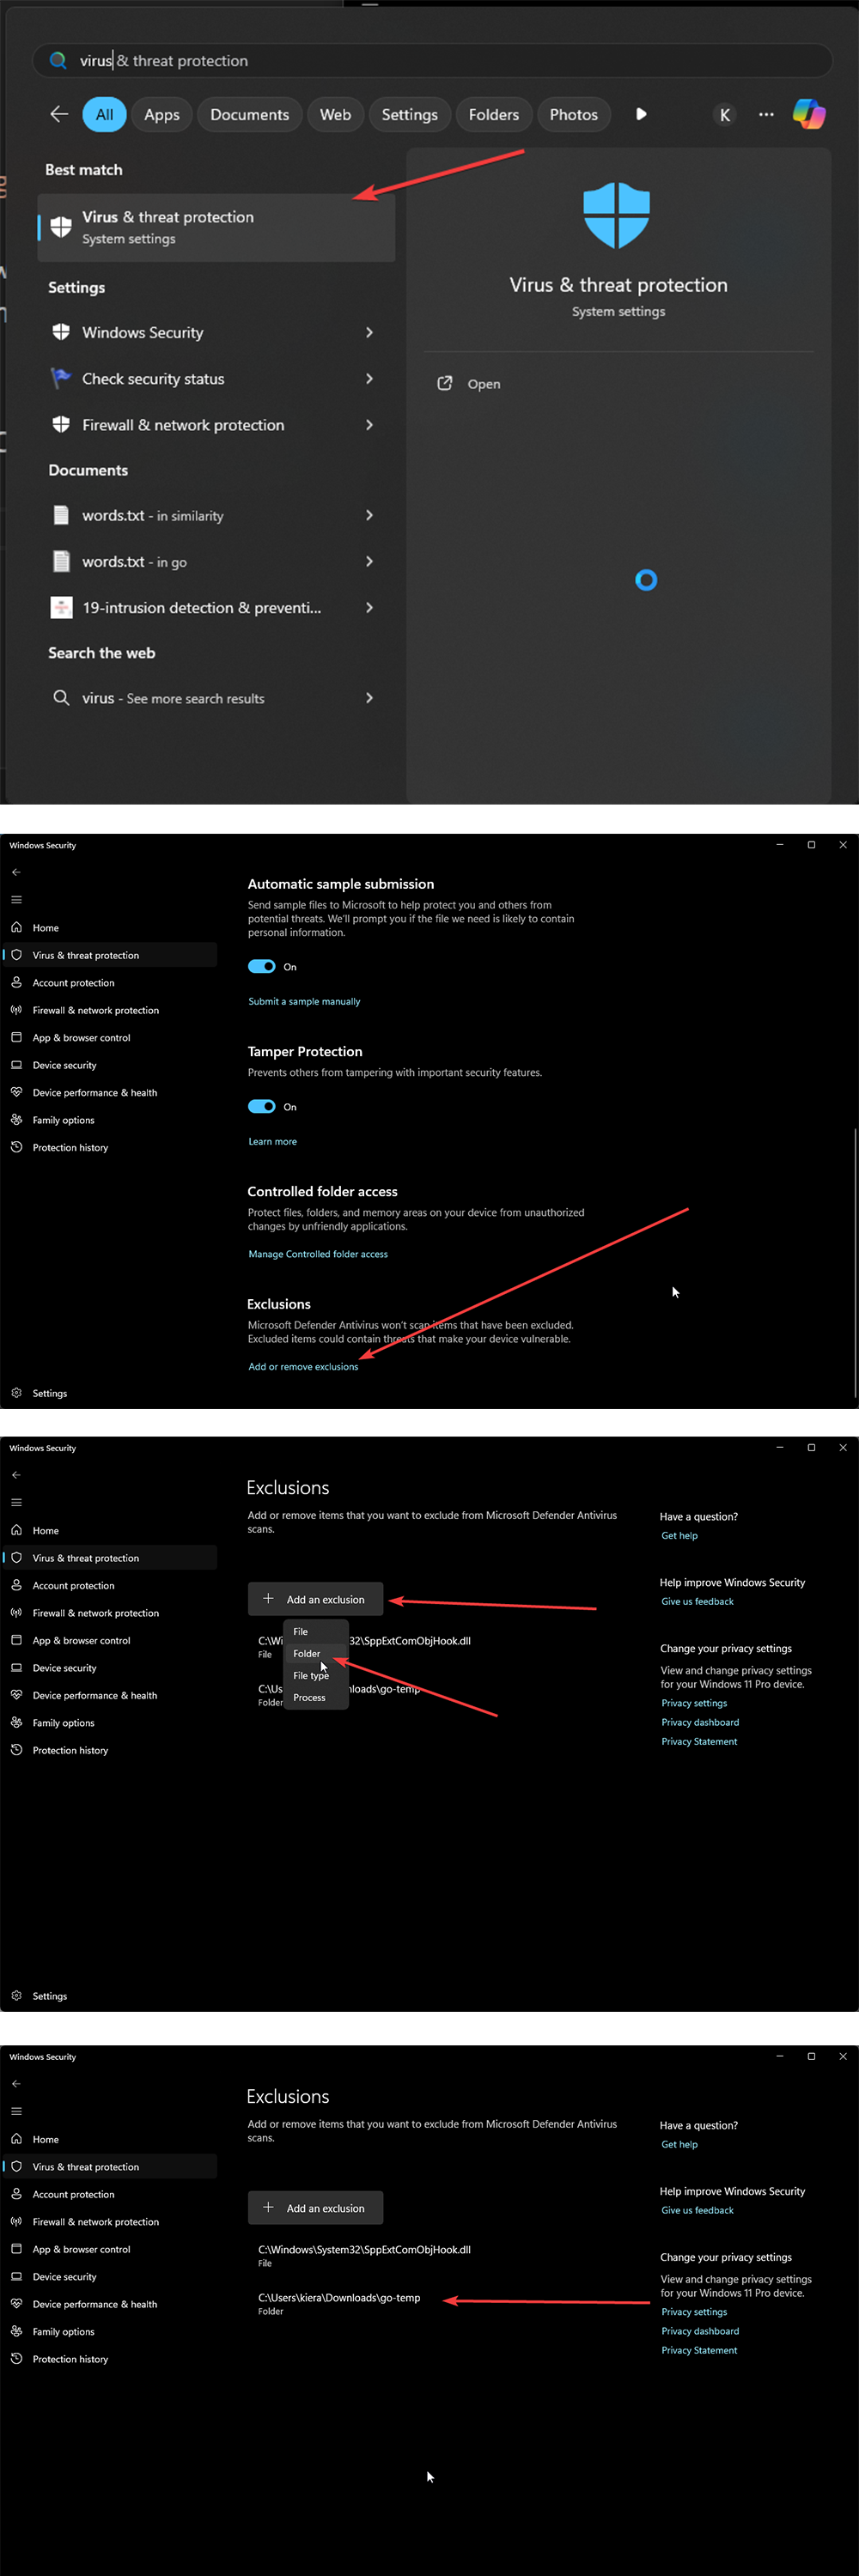 virus & threat protection
All
Apps
Documents
Web
Settings
Folders
Photos
K
Best match
Virus & threat protection
System settings
Settings
Windows Security
Check security status
Firewall & network protection
Documents
words.txt - in similarity
words.txt - in go
19-intrusion detection & preventi...
Search the web
virus - See more search results
Virus & threat protection
System settings
Open
Windows Security
Home
Virus & threat protection
Account protection
Firewall & network protection
App & browser control
Device security
Device performance & health
Family options
Protection history
Settings
Automatic sample submission
Send sample files to Microsoft to help protect you and others from
potential threats. We'll prompt you if the file we need is likely to contain
personal information.
On
Submit a sample manually
Tamper Protection
Prevents others from tampering with important security features.
On
Learn more
Controlled folder access
Protect files, folders, and memory areas on your device from unauthorized
changes by unfriendly applications.
Manage Controlled folder access
Exclusions
Microsoft Defender Antivirus won't scan items that have been excluded.
Excluded items could contain threats that make your device vulnerable.
Add or remove exclusions
Windows Security
Home
Virus & threat protection
Account protection
Firewall & network protection
App & browser control
Device security
Device performance & health
Family options
Protection history
Settings
Exclusions
Add or remove items that you want to exclude from Microsoft Defender Antivirus
scans.
Add an exclusion
File
Folder
File type
Process
C:\Wi 32\SppExtComObjHook.dll
File
C:\Us nloads\go-temp
Folder
Have a question?
Get help
Help improve Windows Security
Give us feedback
Change your privacy settings
View and change privacy settings
for your Windows 11 Pro device.
Privacy settings
Privacy dashboard
Privacy Statement
Windows Security
Home
Virus & threat protection
Account protection
Firewall & network protection
App & browser control
Device security
Device performance & health
Family options
Protection history
Exclusions
Add or remove items that you want to exclude from Microsoft Defender Antivirus
scans.
Add an exclusion
C:\Windows\System32\SppExtComObjHook.dll
File
C:\Users\kiera\Downloads\go-temp
Folder
Have a question?
Get help
Help improve Windows Security
Give us feedback
Change your privacy settings
View and change privacy settings
for your Windows 11 Pro device.
Privacy settings
Privacy dashboard
Privacy Statement